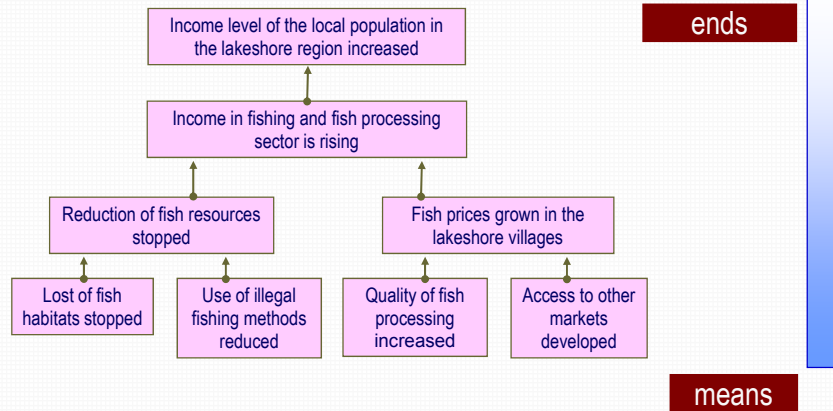 Income level of the local population in
the lakeshore region increased
ends
Income in fishing and fish processing
sector is rising
Reduction of fish resources
stopped
Fish prices grown in the
lakeshore villages
Lost of fish
habitats stopped
Use of illegal
fishing methods
reduced
Quality of fish
processing
increased
Access to other
markets
developed
means